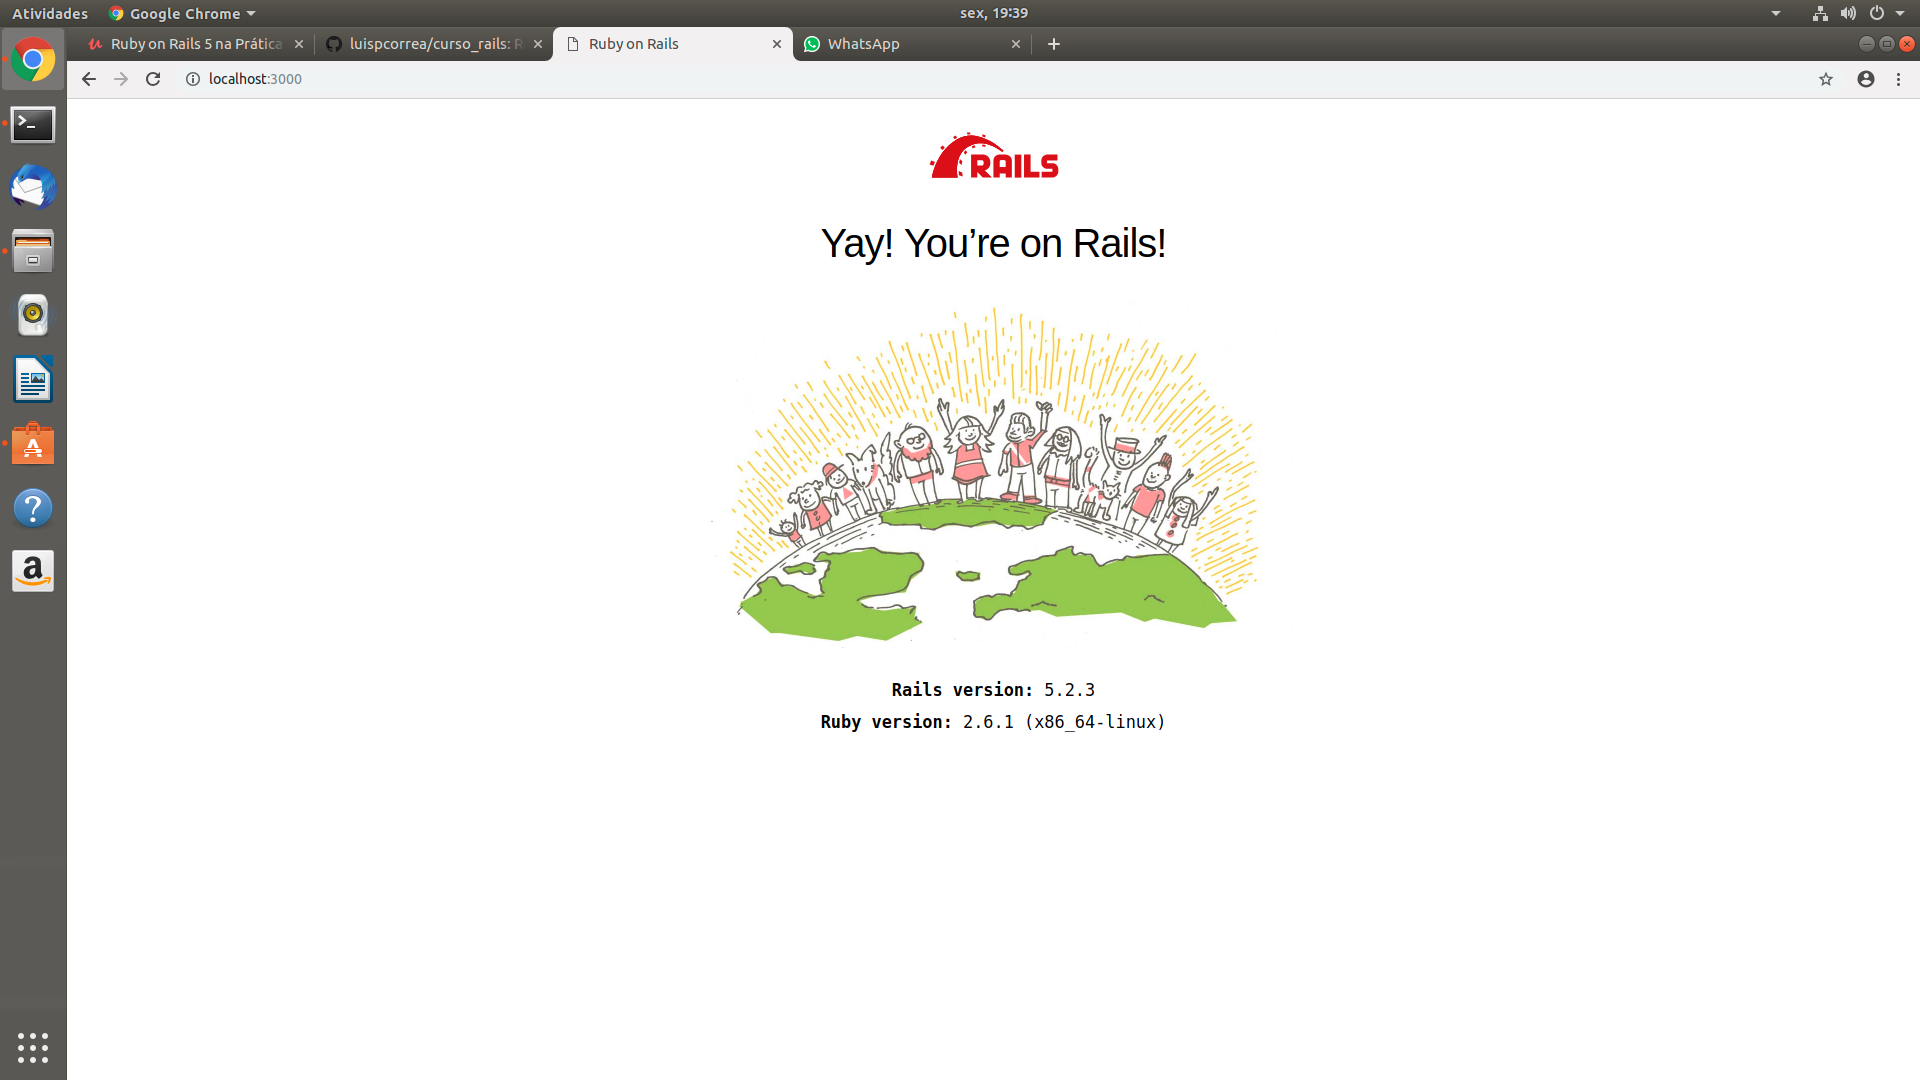 Atividades Google Chrome sex, 19:39
Ruby on Rails 5 na Prática luispcorrea/curso_rails: R Ruby on Rails WhatsApp
localhost:3000
RAILS
Yay! You’re on Rails!
Rails version: 5.2.3
Ruby version: 2.6.1 (x86_64-linux)